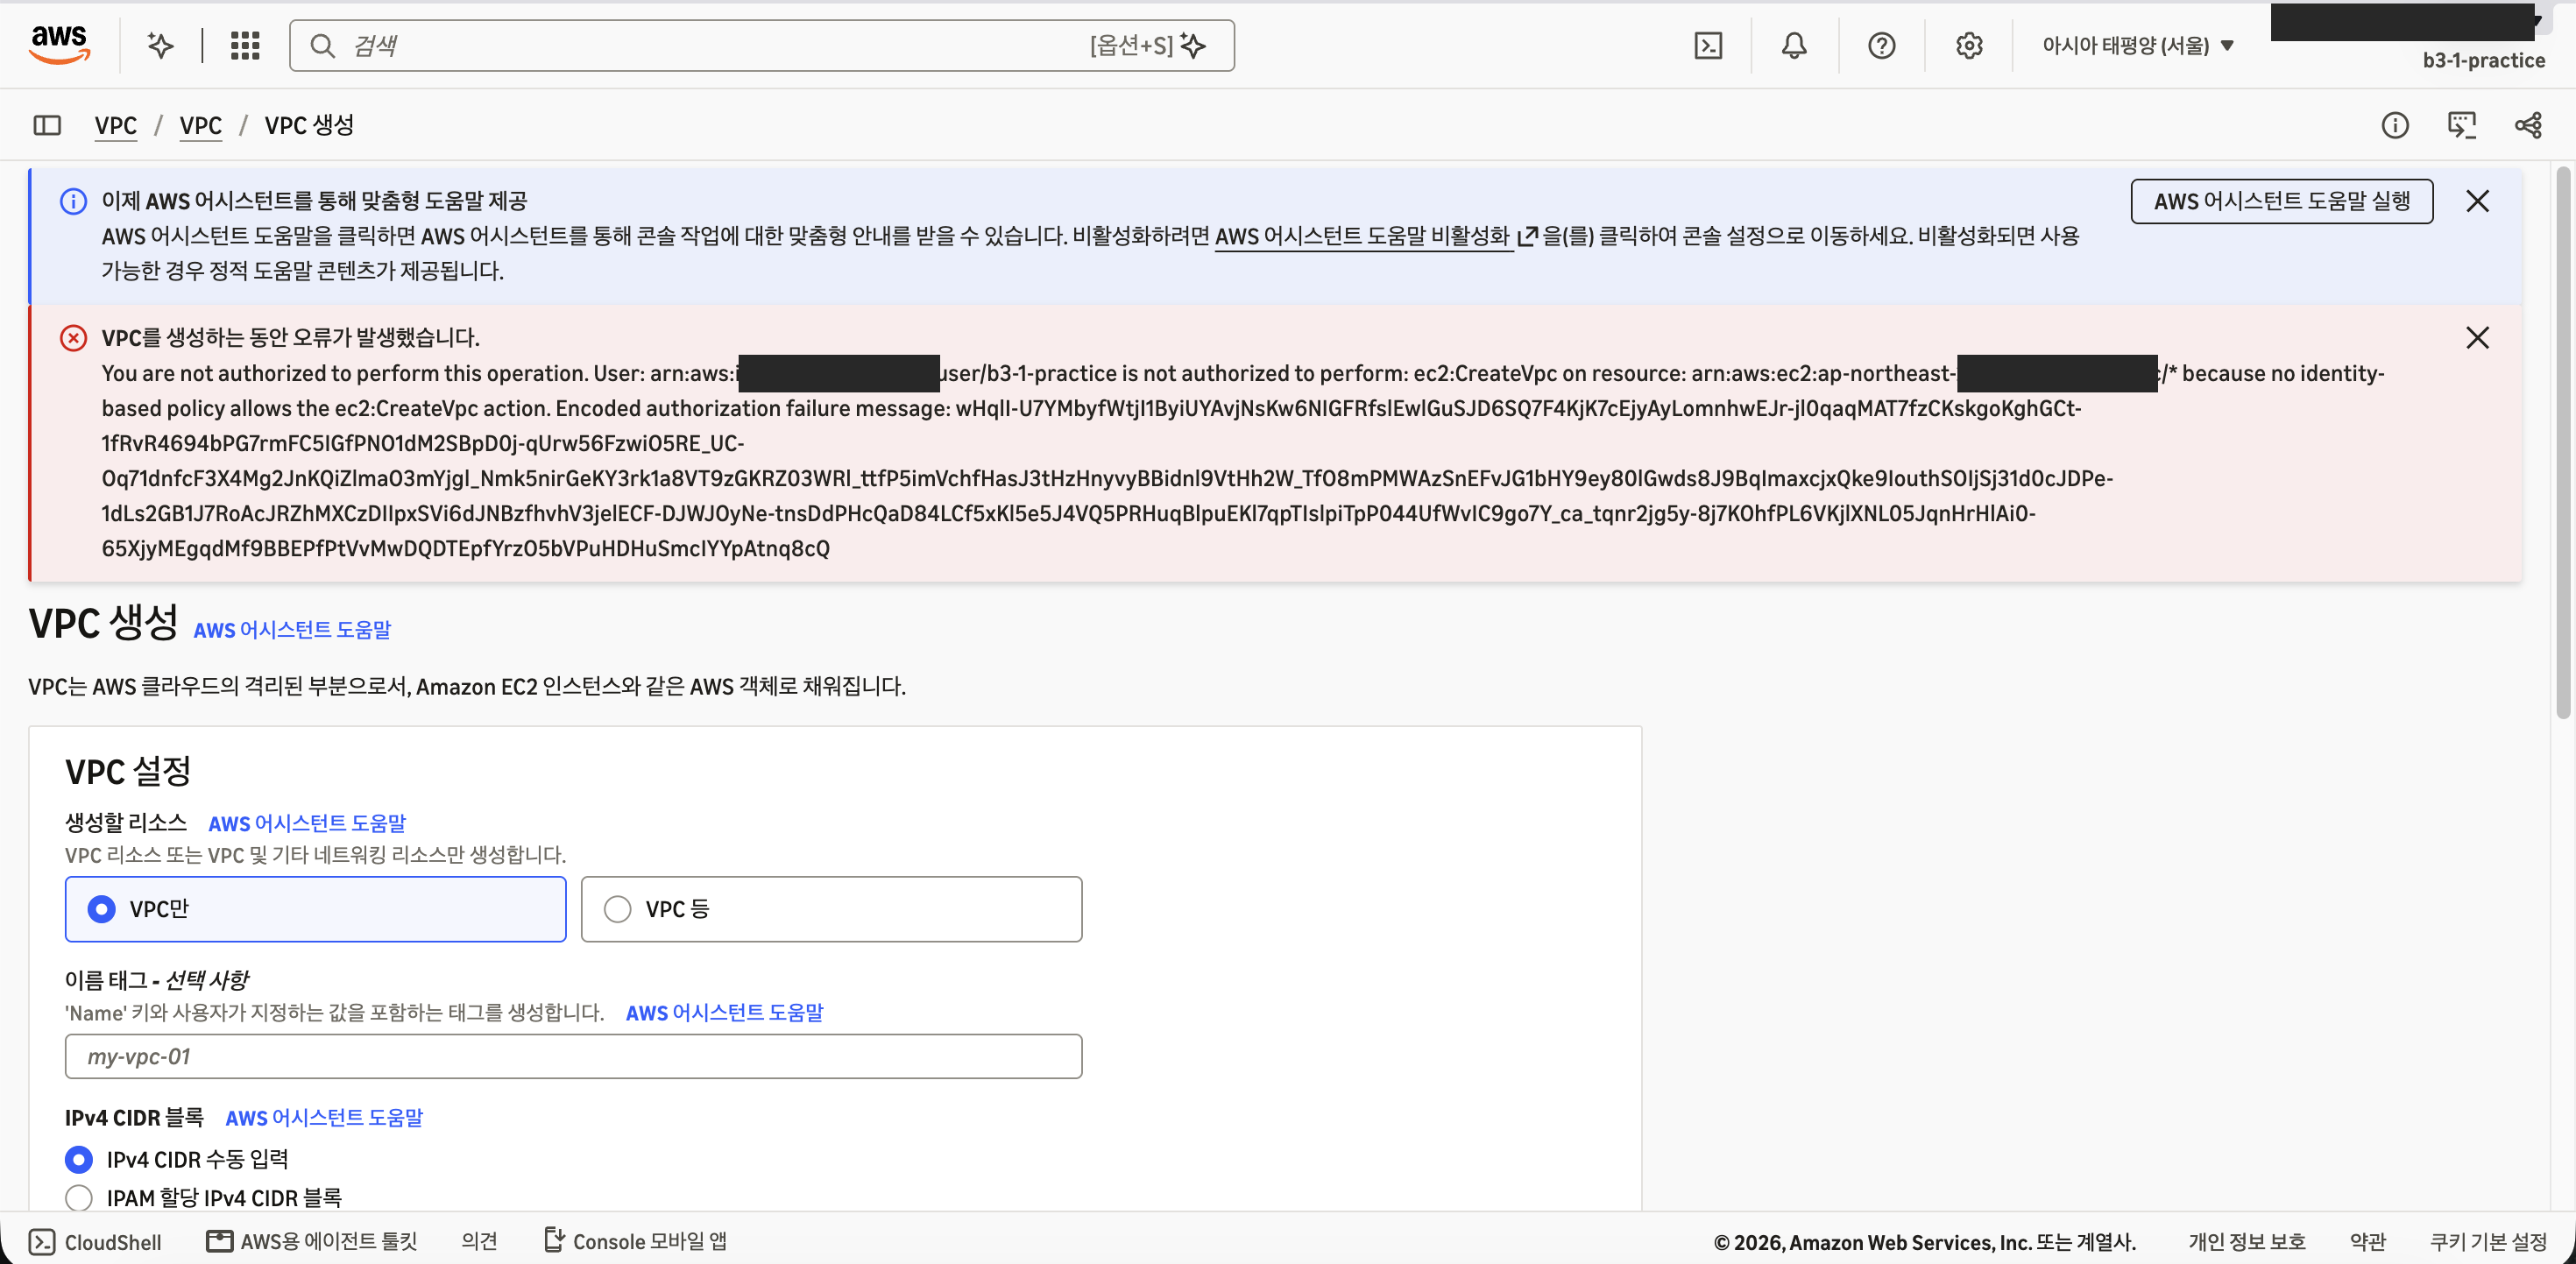 aws
검색
[옵션+S]
아시아 태평양 (서울)
b3-1-practice
VPC / VPC / VPC 생성
이제 AWS 어시스턴트를 통해 맞춤형 도움말 제공
AWS 어시스턴트 도움말 실행
AWS 어시스턴트 도움말을 클릭하면 AWS 어시스턴트를 통해 콘솔 작업에 대한 맞춤형 안내를 받을 수 있습니다. 비활성화하려면 AWS 어시스턴트 도움말 비활성화 을(를) 클릭하여 콘솔 설정으로 이동하세요. 비활성화되면 사용
가능한 경우 정적 도움말 콘텐츠가 제공됩니다.
VPC를 생성하는 동안 오류가 발생했습니다.
You are not authorized to perform this operation. User: arn:aws:i user/b3-1-practice is not authorized to perform: ec2:CreateVpc on resource: arn:aws:ec2:ap-northeast- /* because no identity-
based policy allows the ec2:CreateVpc action. Encoded authorization failure message: wHqlI-U7YMbyfWtjI1ByiUYAvjNsKw6NIGFRfslEwlGuSJD6SQ7F4KjK7cEjyAyLomnhwEJr-jl0qaqMAT7fzCKskgoKghGCt-
1fRvR4694bPG7rmFC5IGfPNO1dM2SBpD0j-qUrw56FzwiO5RE_UC-
Oq71dnfcF3X4Mg2JnKQiZlmaO3mYjgl_Nmk5nirGeKY3rk1a8VT9zGKRZ03WRl_ttfP5imVchfHasJ3tHzHnyvyBBidnl9VtHh2W_TfO8mPMWAzSnEFvJG1bHY9ey80lGwds8J9BqImaxcjxQke9IouthSOIjSj31d0cJDPe-
1dLs2GB1J7RoAcJRZhMXCzDIIpxSVi6dJNBzfhvhV3jelECF-DJWJOyNe-tnsDdPHcQaD84LCf5xKl5e5J4VQ5PRHuqBlpuEKl7qpTIslpiTpP044UfWvIC9go7Y_ca_tqnr2jg5y-8j7KOhfPL6VKjlXNL05JqnHrHlAi0-
65XjyMEgqdMf9BBEPfPtVvMwDQDTEpfYrzO5bVPuHDHuSmcIYYpAtnq8cQ
VPC 생성 AWS 어시스턴트 도움말
VPC는 AWS 클라우드의 격리된 부분으로서, Amazon EC2 인스턴스와 같은 AWS 객체로 채워집니다.
VPC 설정
생성할 리소스 AWS 어시스턴트 도움말
VPC 리소스 또는 VPC 및 기타 네트워킹 리소스만 생성합니다.
VPC만
VPC 등
이름 태그 - 선택 사항
'Name' 키와 사용자가 지정하는 값을 포함하는 태그를 생성합니다. AWS 어시스턴트 도움말
my-vpc-01
IPv4 CIDR 블록 AWS 어시스턴트 도움말
IPv4 CIDR 수동 입력
IPAM 할당 IPv4 CIDR 블록
CloudShell
AWS용 에이전트 툴킷
의견
Console 모바일 앱
© 2026, Amazon Web Services, Inc. 또는 계열사.
개인 정보 보호
약관
쿠키 기본 설정